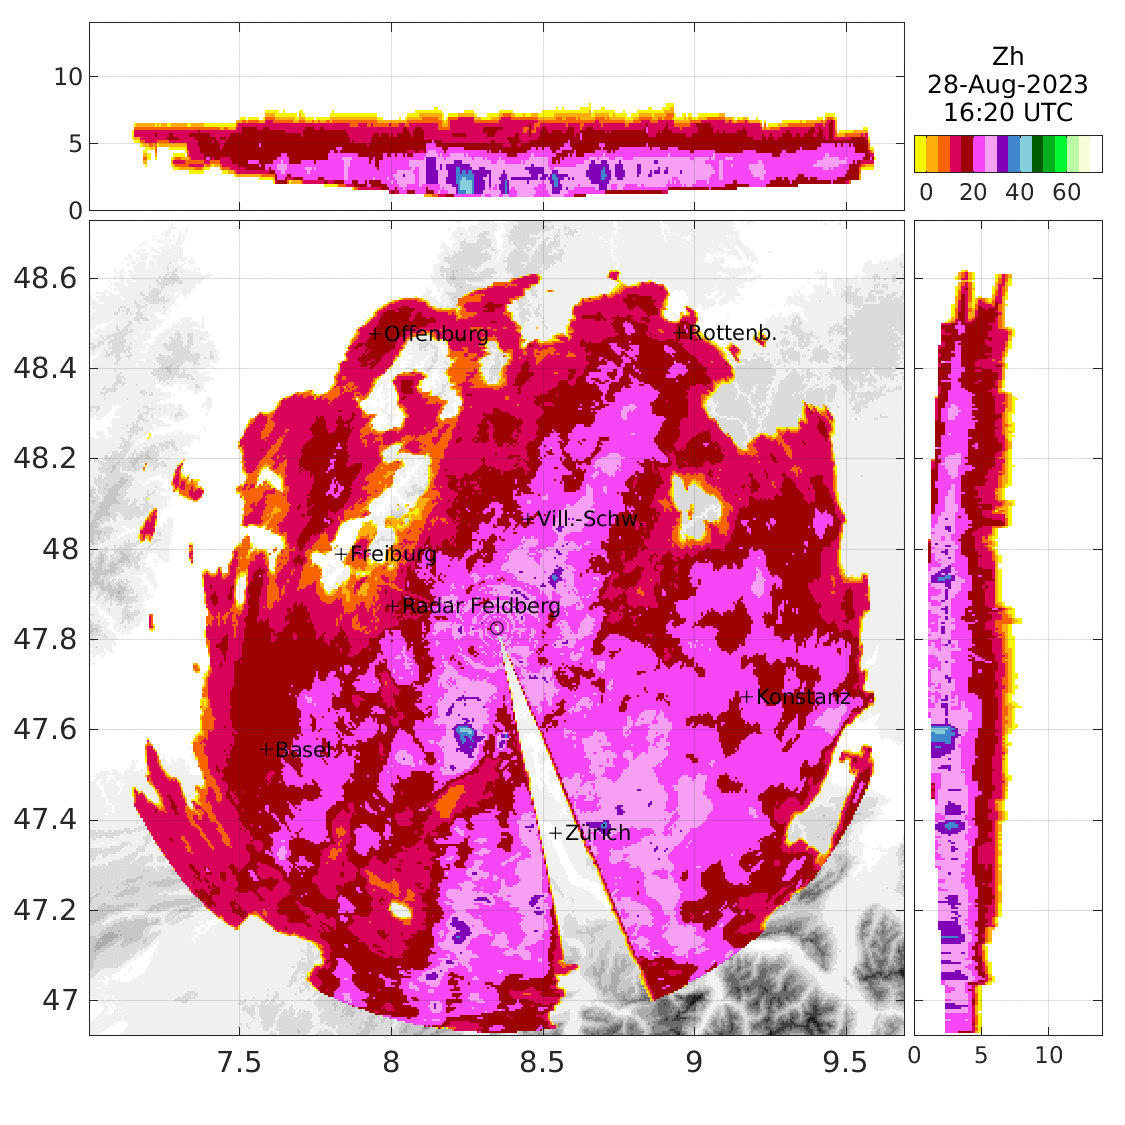 10
5
0
Zh
28-Aug-2023
16:20 UTC
0 20 40 60
48.6
48.4
48.2
48
47.8
47.6
47.4
47.2
47
+Offenburg
+Rottenb.
+Vill.-Schw
+Freiburg
+Radar Feldberg
+Konstanz
+Basel
+Zürich
7.5 8 8.5 9 9.5
0 5 10